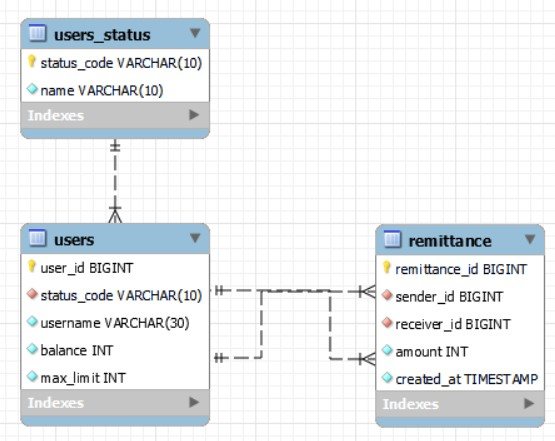 users_status
status_code VARCHAR(10)
name VARCHAR(10)
Indexes
users
user_id BIGINT
status_code VARCHAR(10)
username VARCHAR(30)
balance INT
max_limit INT
Indexes
remittance
remittance_id BIGINT
sender_id BIGINT
receiver_id BIGINT
amount INT
created_at TIMESTAMP
Indexes